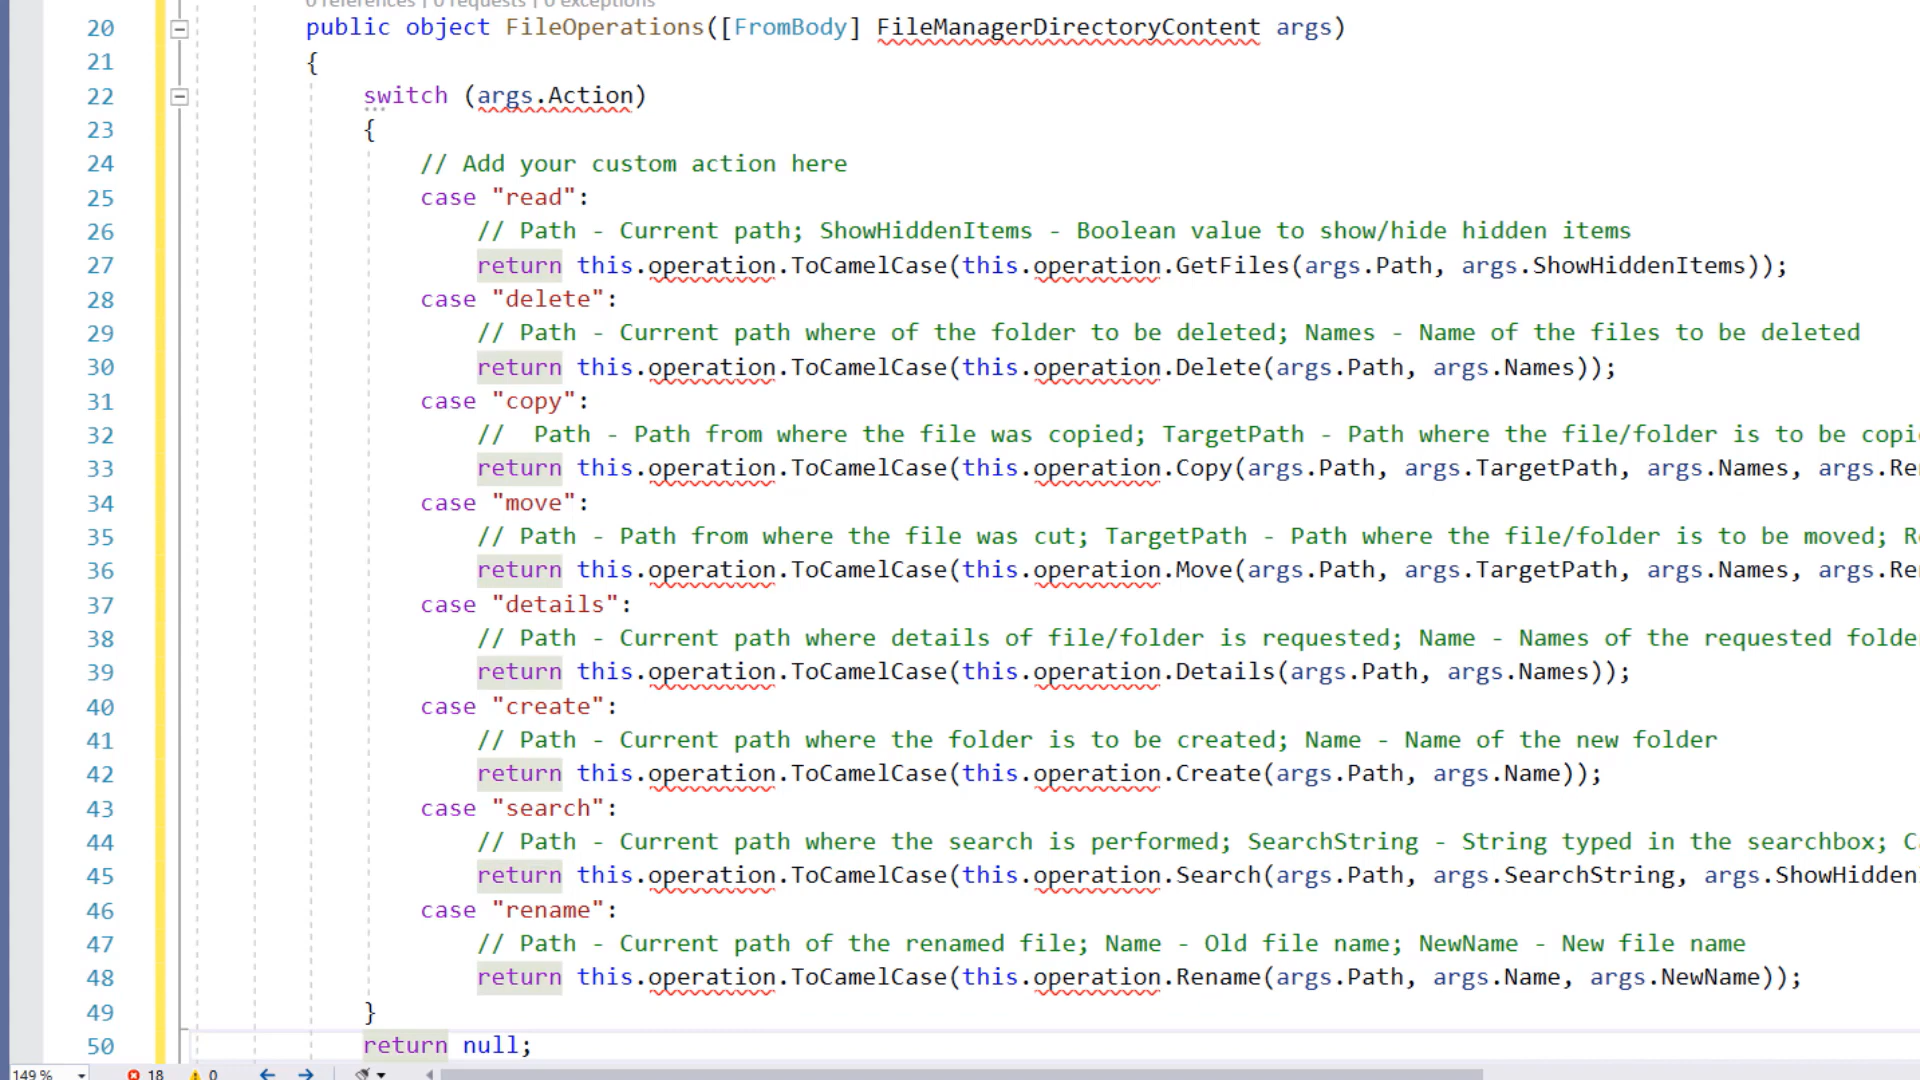 0 references | 0 requests | 0 exceptions
20 public object FileOperations([FromBody] FileManagerDirectoryContent args)
21 {
22 switch (args.Action)
23 {
24 // Add your custom action here
25 case "read":
26 // Path - Current path; ShowHiddenItems - Boolean value to show/hide hidden items
27 return this.operation.ToCamelCase(this.operation.GetFiles(args.Path, args.ShowHiddenItems));
28 case "delete":
29 // Path - Current path where of the folder to be deleted; Names - Name of the files to be deleted
30 return this.operation.ToCamelCase(this.operation.Delete(args.Path, args.Names));
31 case "copy":
32 //  Path - Path from where the file was copied; TargetPath - Path where the file/folder is to be copi
33 return this.operation.ToCamelCase(this.operation.Copy(args.Path, args.TargetPath, args.Names, args.Re
34 case "move":
35 // Path - Path from where the file was cut; TargetPath - Path where the file/folder is to be moved; R
36 return this.operation.ToCamelCase(this.operation.Move(args.Path, args.TargetPath, args.Names, args.Re
37 case "details":
38 // Path - Current path where details of file/folder is requested; Name - Names of the requested folde
39 return this.operation.ToCamelCase(this.operation.Details(args.Path, args.Names));
40 case "create":
41 // Path - Current path where the folder is to be created; Name - Name of the new folder
42 return this.operation.ToCamelCase(this.operation.Create(args.Path, args.Name));
43 case "search":
44 // Path - Current path where the search is performed; SearchString - String typed in the searchbox; C
45 return this.operation.ToCamelCase(this.operation.Search(args.Path, args.SearchString, args.ShowHidden
46 case "rename":
47 // Path - Current path of the renamed file; Name - Old file name; NewName - New file name
48 return this.operation.ToCamelCase(this.operation.Rename(args.Path, args.Name, args.NewName));
49 }
50 return null;
149 % 18 0